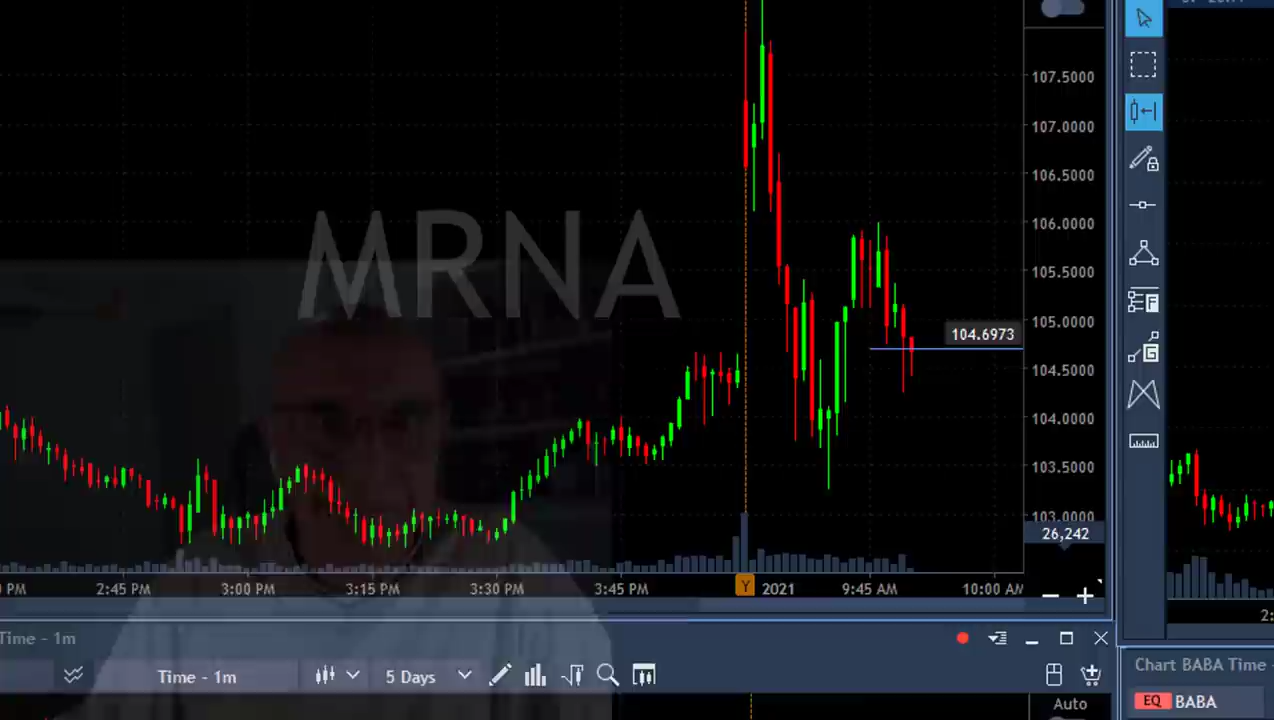 107.5000
107.0000
106.5000
MRNA
106.0000
105.5000
105.0000
104.6973
104.5000
104.0000
103.5000
103.0000
26,242
PM 2:45 PM 3:00 PM 3:15 PM 3:30 PM 3:45 PM Y 2021 9:45 AM 10:00 AM
Time - 1m
Time - 1m 5 Days
Auto
Chart BABA Time -
EQ BABA
F
G
2: